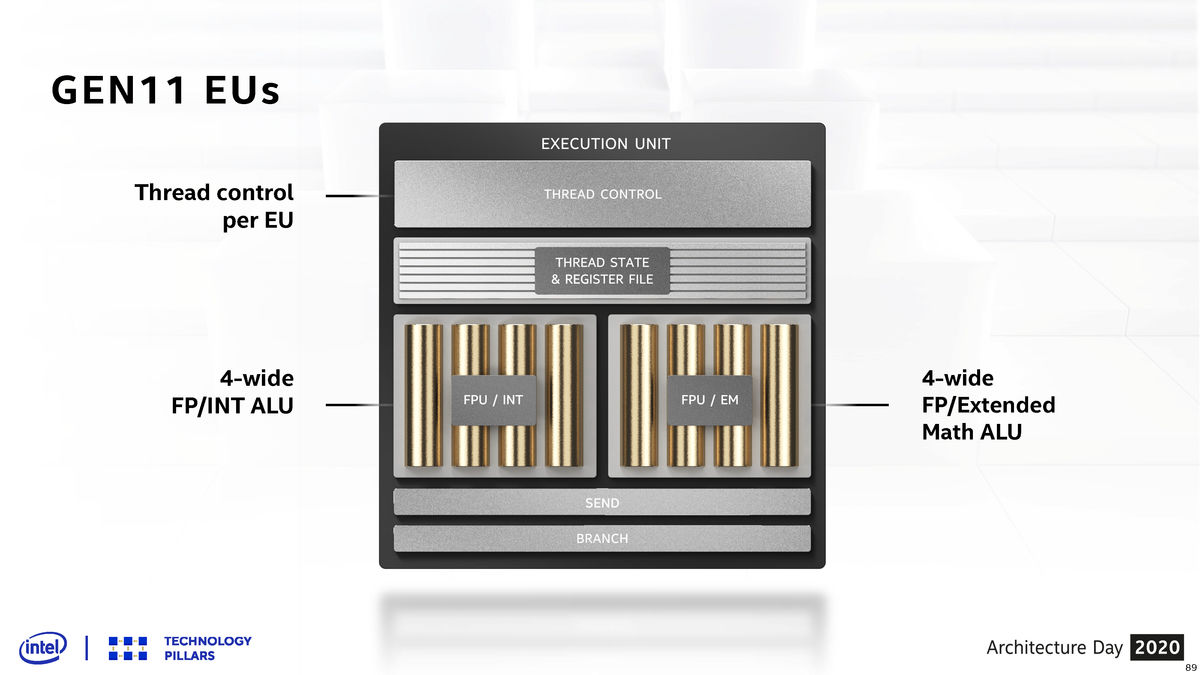 GEN11 EUs
EXECUTION UNIT
Thread control
per EU
THREAD CONTROL
THREAD STATE
& REGISTER FILE
4-wide
FP/INT ALU
FPU / INT
FPU / EM
4-wide
FP/Extended
Math ALU
SEND
BRANCH
intel
TECHNOLOGY
PILLARS
Architecture Day 2020
89